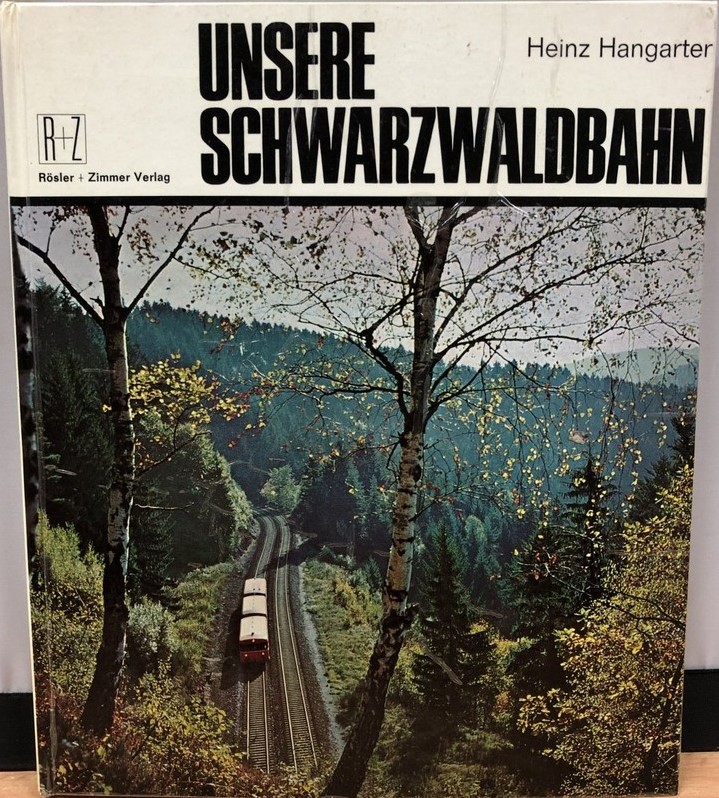 UNSERE
SCHWARZWALDBAHN
Heinz Hangarter
R+Z
Rösler + Zimmer Verlag